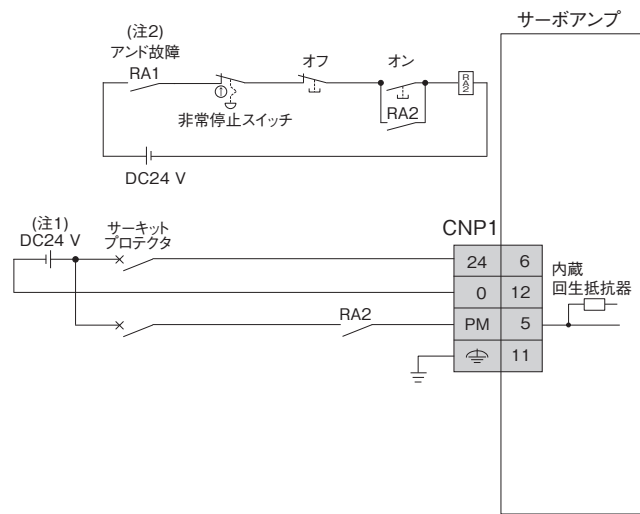 サーボアンプ
(注2)
アンド故障
RA1
オフ
オン
RA2
RA2
非常停止スイッチ
DC24 V
(注1)
DC24 V
サーキット
プロテクタ
CNP1
24 6
0 12
PM 5
11
RA2
内蔵
回生抵抗器